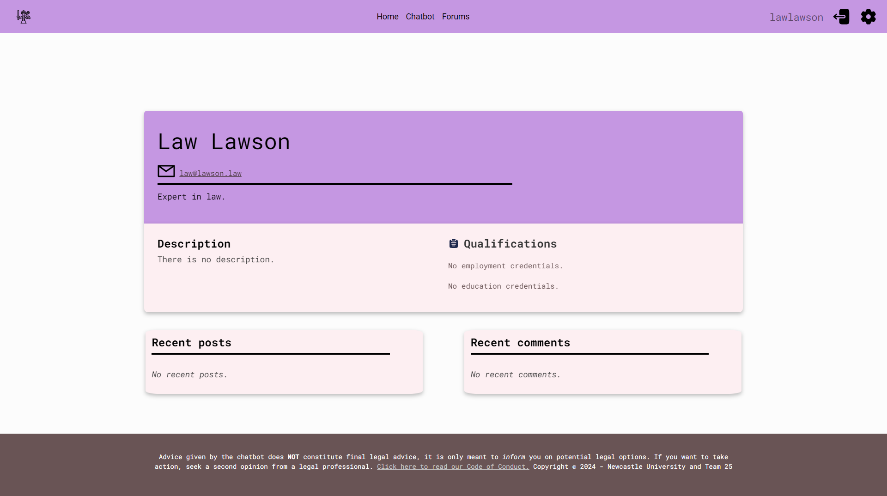 Home Chatbot Forums
lawlawson
Law Lawson
law@lawson.law
Expert in law.
Description
There is no description.
Qualifications
No employment credentials.
No education credentials.
Recent posts
No recent posts.
Recent comments
No recent comments.
Advice given by the chatbot does NOT constitute final legal advice, it is only meant to inform you on potential legal options. If you want to take
action, seek a second opinion from a legal professional. Click here to read our Code of Conduct. Copyright © 2024 - Newcastle University and Team 25